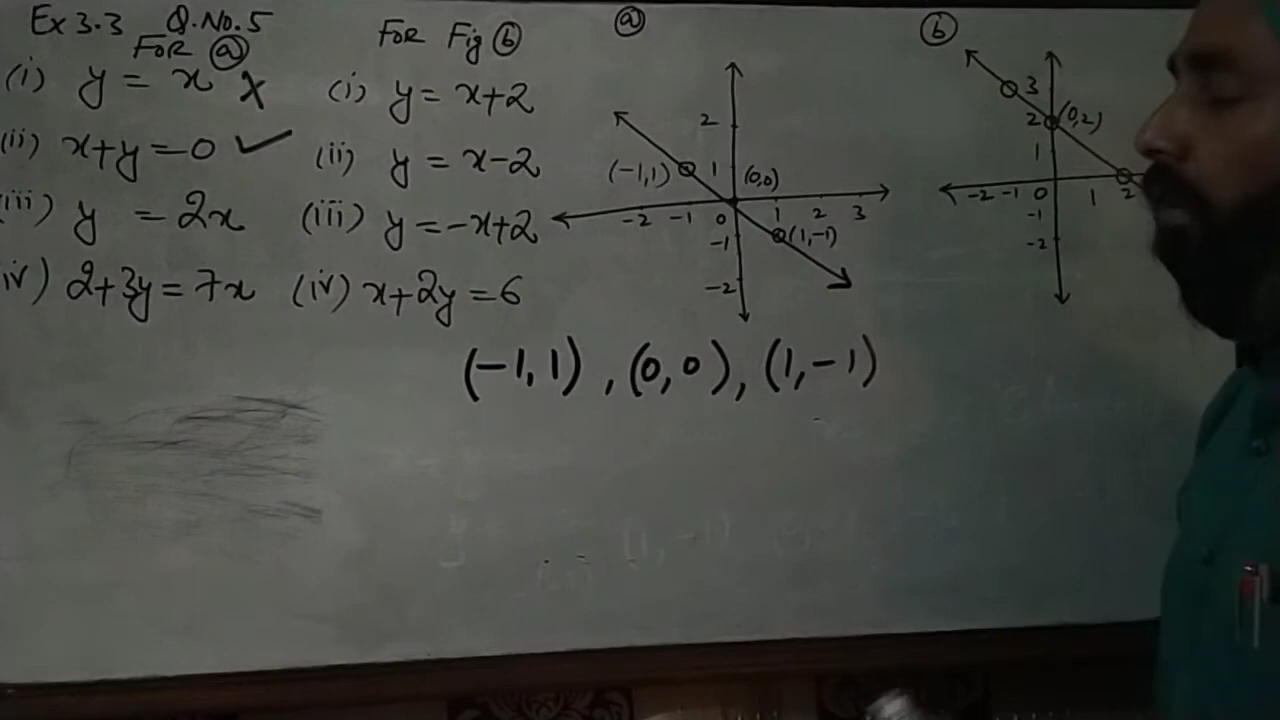 Ex 3.3 Q.No.5
FOR ⓐ
(i) y = x ✗
(ii) x+y=0 ✓
(iii) y = 2x
(iv) 2+3y=7x
FOR Fig ⓑ
(i) y = x+2
(ii) y = x-2
(iii) y = -x+2
(iv) x+2y=6
ⓐ
2
(-1,1) 1 (0,0)
-2 -1 0 1 2 3
-1 (1,-1)
-2
ⓑ
3
2 (0,2)
1
-2 -1 0 1 2
-1
-2
(-1,1), (0,0), (1,-1)